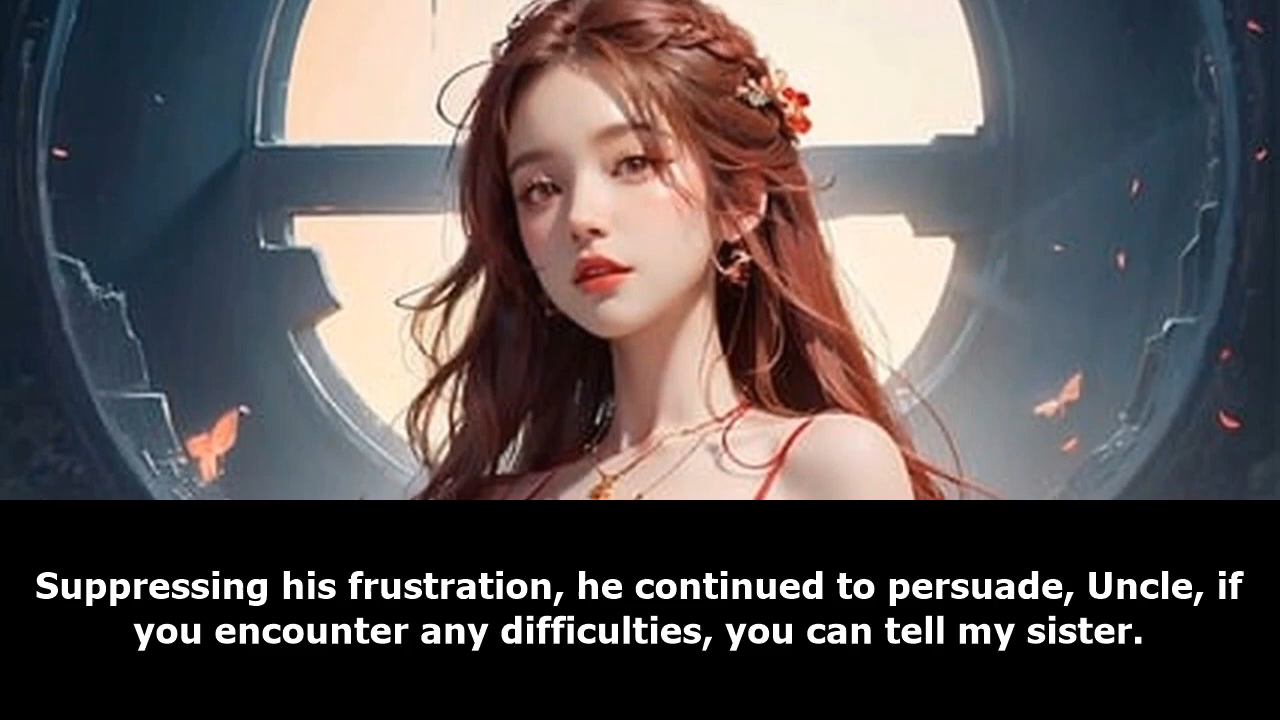 Suppressing his frustration, he continued to persuade, Uncle, if
you encounter any difficulties, you can tell my sister.